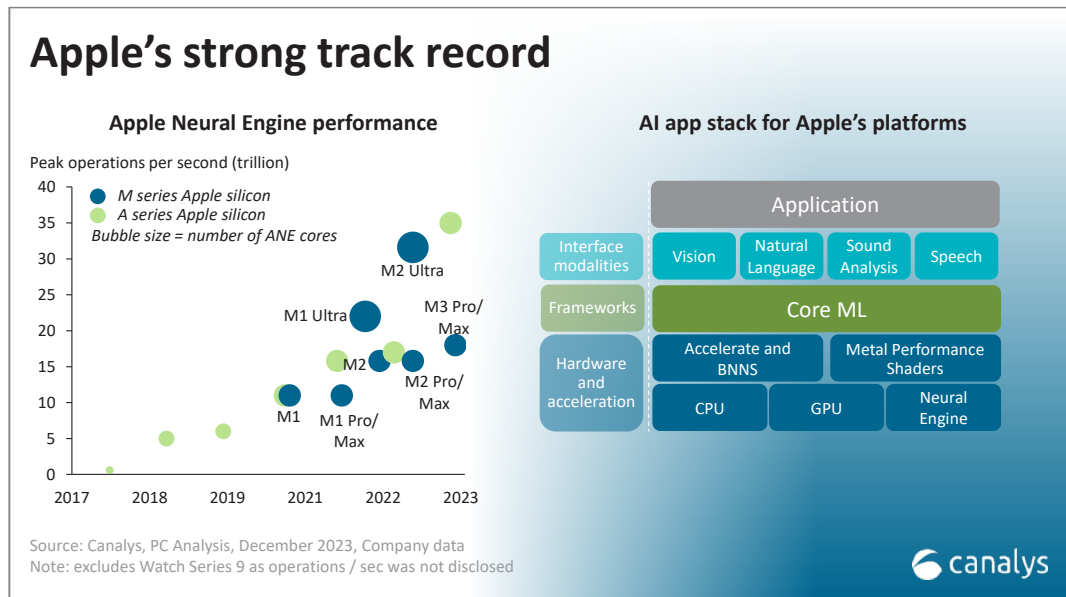 Apple's strong track record
Apple Neural Engine performance
Peak operations per second (trillion)
40
35
30
25
20
15
10
5
0
2017
2018
2019
2021
2022
2023
M series Apple silicon
A series Apple silicon
Bubble size = number of ANE cores
M2 Ultra
M1 Ultra
M3 Pro/
Max
M2
M2 Pro/
Max
M1
M1 Pro/
Max
AI app stack for Apple's platforms
Application
Interface
modalities
Vision
Natural
Language
Sound
Analysis
Speech
Frameworks
Core ML
Hardware
and
acceleration
Accelerate and
BNNS
Metal Performance
Shaders
CPU
GPU
Neural
Engine
Source: Canalys, PC Analysis, December 2023, Company data
Note: excludes Watch Series 9 as operations / sec was not disclosed
canalys